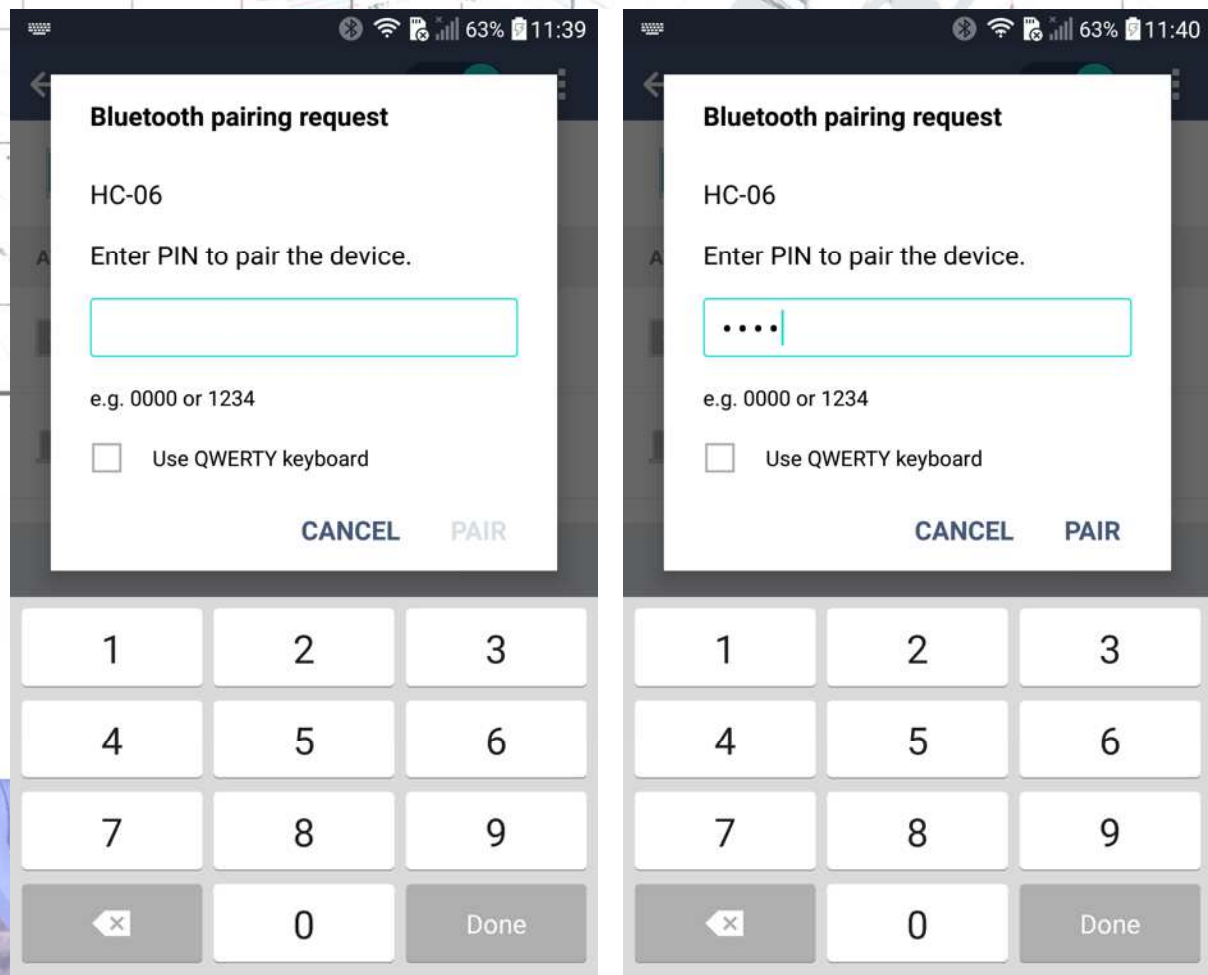 63% 11:39
Bluetooth pairing request
HC-06
Enter PIN to pair the device.
e.g. 0000 or 1234
Use QWERTY keyboard
CANCEL PAIR
1 2 3
4 5 6
7 8 9
0 Done
63% 11:40
Bluetooth pairing request
HC-06
Enter PIN to pair the device.
••••
e.g. 0000 or 1234
Use QWERTY keyboard
CANCEL PAIR
1 2 3
4 5 6
7 8 9
0 Done